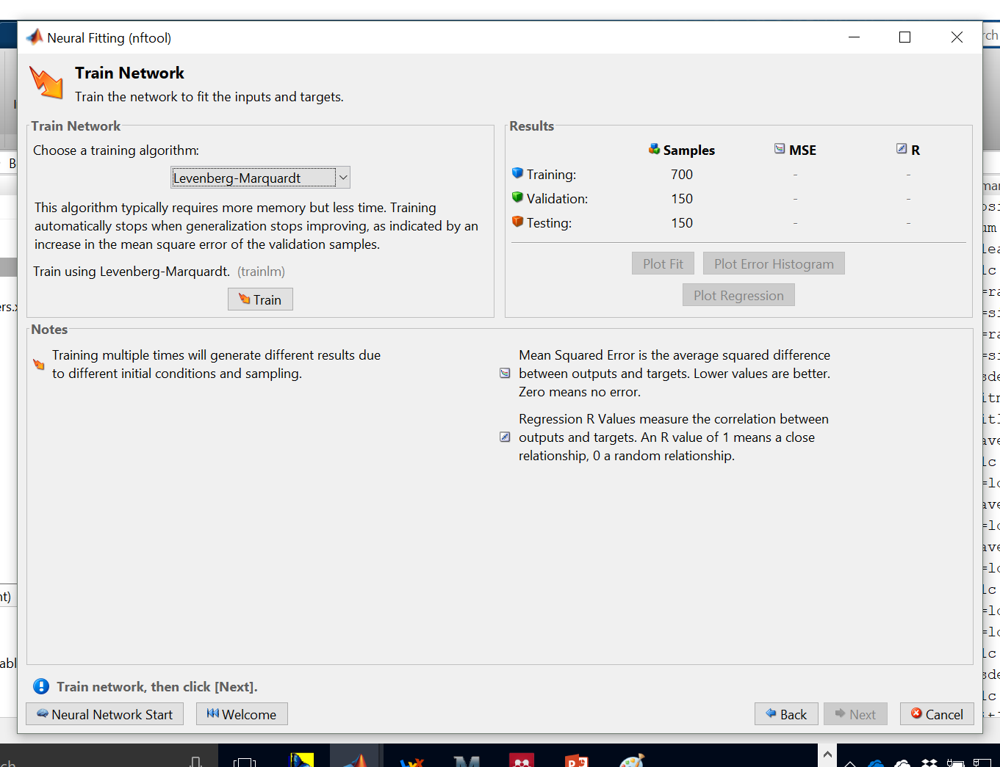 Neural Fitting (nftool)
Train Network
Train the network to fit the inputs and targets.
Train Network
Choose a training algorithm:
Levenberg-Marquardt
This algorithm typically requires more memory but less time. Training
automatically stops when generalization stops improving, as indicated by an
increase in the mean square error of the validation samples.
Train using Levenberg-Marquardt. (trainlm)
Train
Results
Samples MSE R
Training: 700 - -
Validation: 150 - -
Testing: 150 - -
Plot Fit Plot Error Histogram
Plot Regression
Notes
Training multiple times will generate different results due
to different initial conditions and sampling.
Mean Squared Error is the average squared difference
between outputs and targets. Lower values are better.
Zero means no error.
Regression R Values measure the correlation between
outputs and targets. An R value of 1 means a close
relationship, 0 a random relationship.
Train network, then click [Next].
Neural Network Start Welcome Back Next Cancel